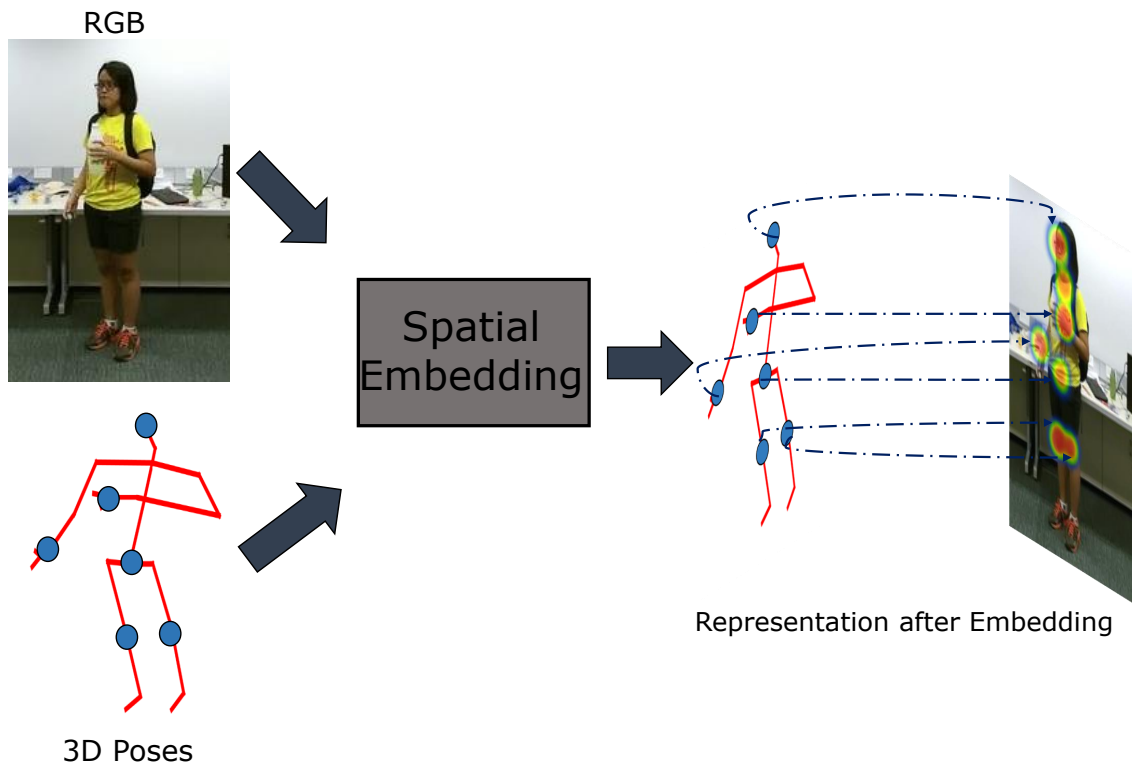 RGB
Spatial
Embedding
Representation after Embedding
3D Poses